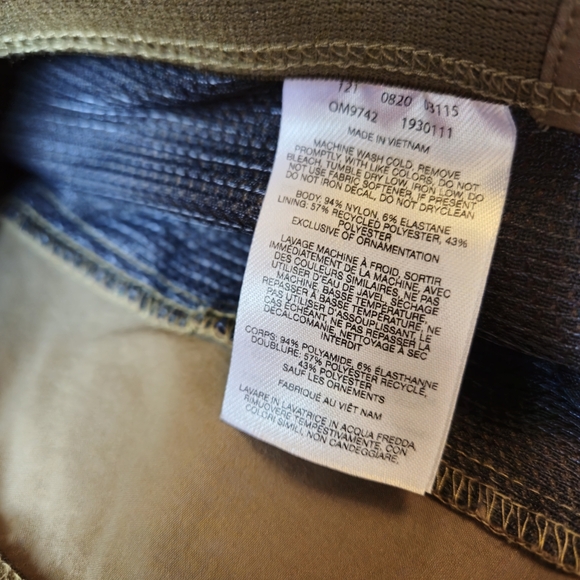 121 0820 03115
OM9742 1930111
MADE IN VIETNAM
MACHINE WASH COLD, REMOVE
PROMPTLY, WITH LIKE COLORS, DO NOT
BLEACH, TUMBLE DRY LOW, IRON LOW, DO
NOT USE FABRIC SOFTENER, IF PRESENT
DO NOT IRON DECAL, DO NOT DRYCLEAN
BODY: 94% NYLON, 6% ELASTANE
LINING: 57% RECYCLED POLYESTER, 43%
POLYESTER
EXCLUSIVE OF ORNAMENTATION
LAVAGE MACHINE À FROID, SORTIR
IMMÉDIATEMENT DE LA MACHINE, AVEC
DES COULEURS SIMILAIRES, NE PAS
UTILISER D'EAU DE JAVEL, SÉCHAGE
MACHINE, BASSE TEMPÉRATURE,
REPASSER À BASSE TEMPÉRATURE, NE
PAS UTILISER D'ASSOUPLISSANT, LE
CAS ÉCHÉANT, NE PAS REPASSER LA
DÉCALCOMANIE, NETTOYAGE À SEC
INTERDIT
CORPS: 94% POLYAMIDE, 6% ÉLASTHANNE
DOUBLURE: 57% POLYESTER RECYCLÉ,
43% POLYESTER
SAUF LES ORNEMENTS
FABRIQUÉ AU VIÊT NAM
LAVARE IN LAVATRICE IN ACQUA FREDDA,
RIMUOVERE TEMPESTIVAMENTE, CON
COLORI SIMILI, NON CANDEGGIARE,